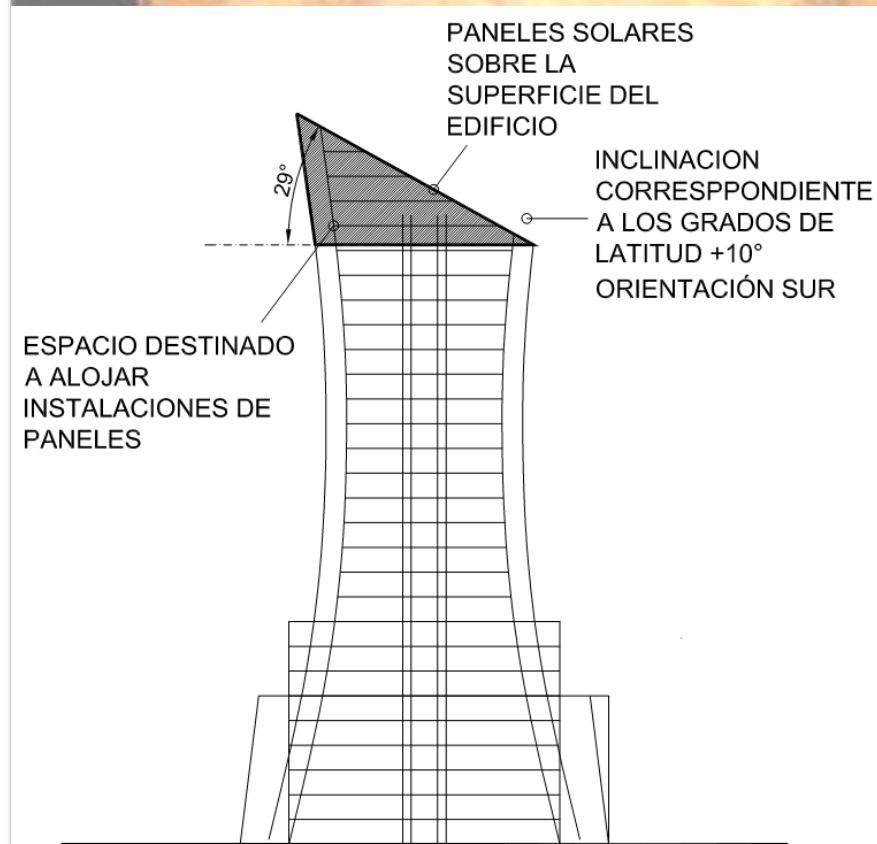 PANELES SOLARES
SOBRE LA
SUPERFICIE DEL
EDIFICIO
INCLINACION
CORRESPPONDIENTE
A LOS GRADOS DE
LATITUD +10°
ORIENTACIÓN SUR
29°
ESPACIO DESTINADO
A ALOJAR
INSTALACIONES DE
PANELES